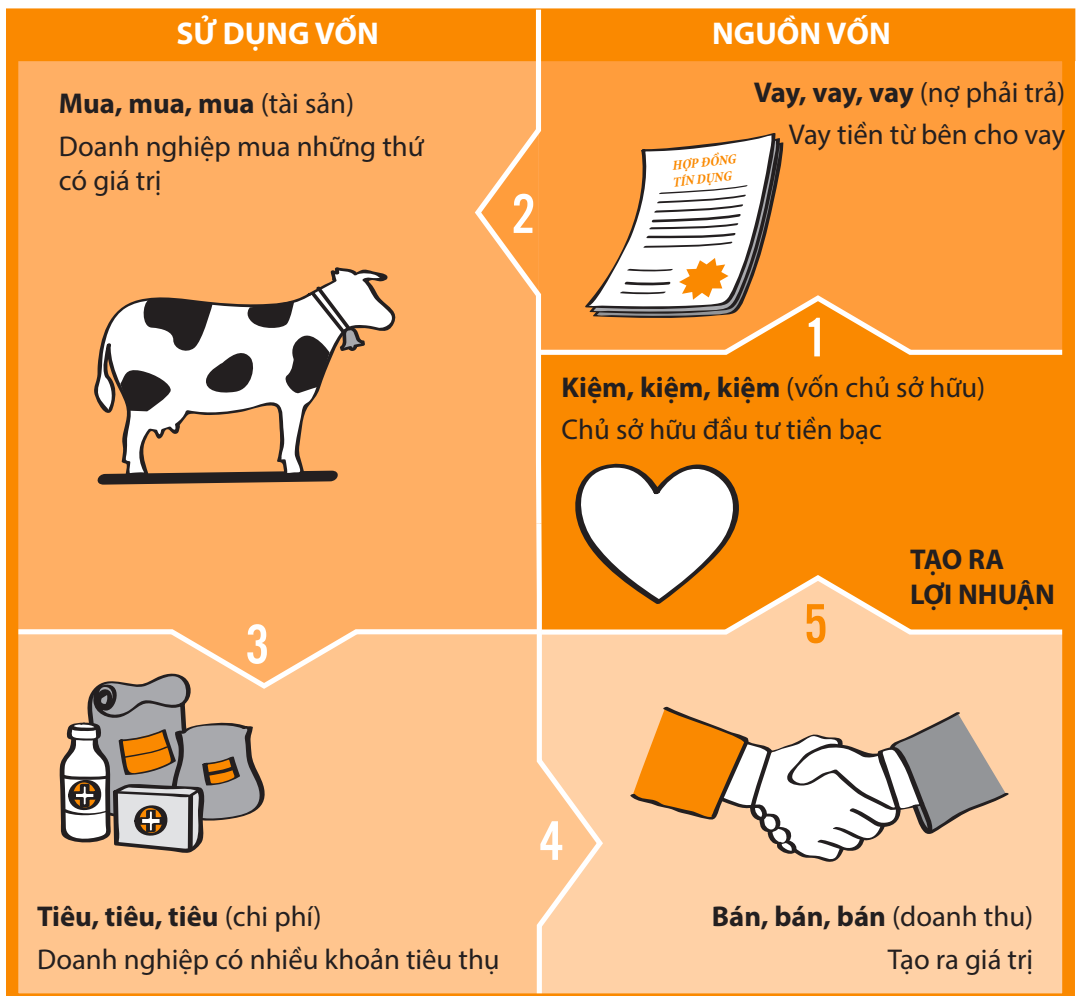 SỬ DỤNG VỐN
NGUỒN VỐN
Mua, mua, mua (tài sản)
Doanh nghiệp mua những thứ
có giá trị
2
Vay, vay, vay (nợ phải trả)
Vay tiền từ bên cho vay
HỢP ĐỒNG
TÍN DỤNG
1
Kiệm, kiệm, kiệm (vốn chủ sở hữu)
Chủ sở hữu đầu tư tiền bạc
TẠO RA
LỢI NHUẬN
3
5
4
Tiêu, tiêu, tiêu (chi phí)
Doanh nghiệp có nhiều khoản tiêu thụ
Bán, bán, bán (doanh thu)
Tạo ra giá trị